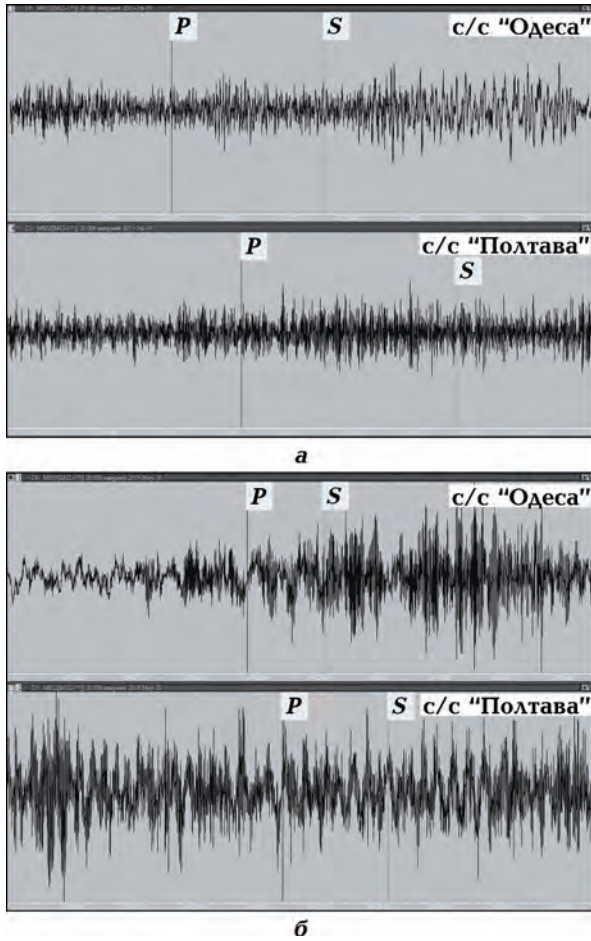 P S с/с “Одеса”
P с/с “Полтава”
S
а
P S с/с “Одеса”
P S с/с “Полтава”
б